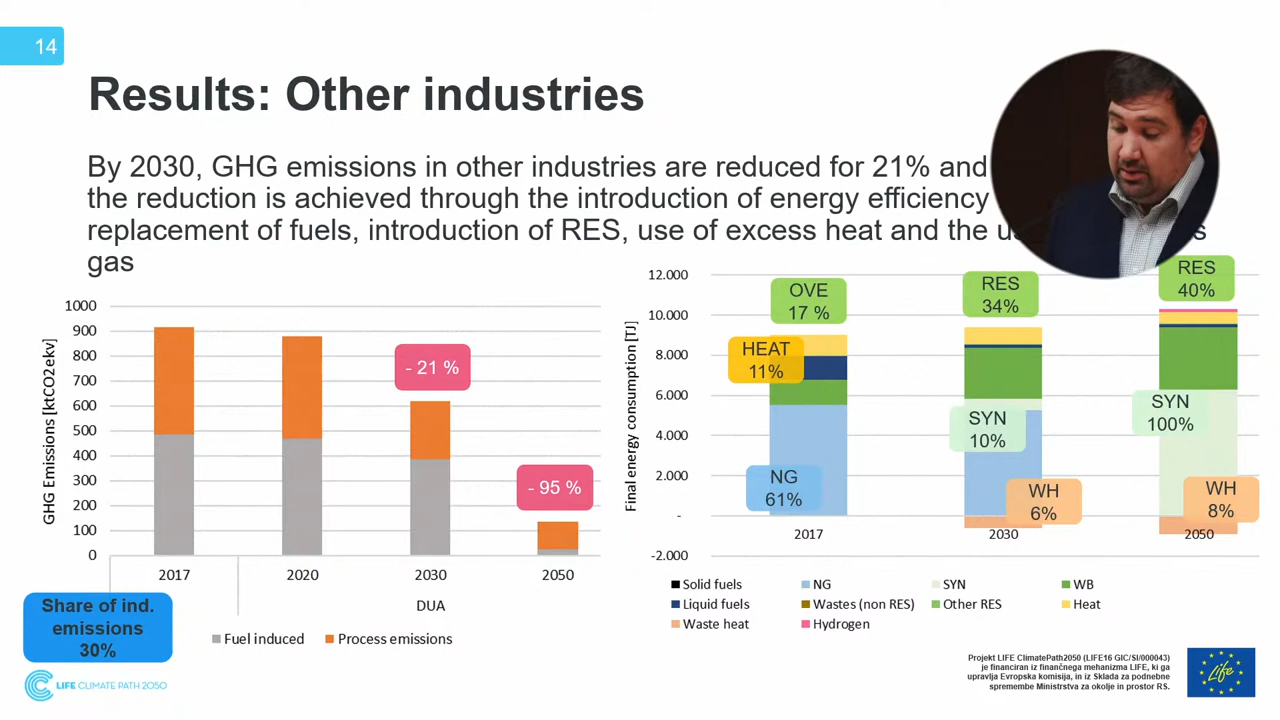 14
Results: Other industries
By 2030, GHG emissions in other industries are reduced for 21% and
the reduction is achieved through the introduction of energy efficiency
replacement of fuels, introduction of RES, use of excess heat and the
gas
GHG Emissions [ktCO2ekv]
1000
900
800
700
600
500
400
300
200
100
0
- 21 %
- 95 %
2017
2020
2030
2050
DUA
Fuel induced
Process emissions
Share of ind.
emissions
30%
Final energy consumption [TJ]
12.000
10.000
8.000
6.000
4.000
2.000
-
-2.000
OVE
17 %
HEAT
11%
NG
61%
RES
34%
SYN
10%
WH
6%
RES
40%
SYN
100%
WH
8%
2017
2030
2050
Solid fuels
NG
SYN
WB
Liquid fuels
Wastes (non RES)
Other RES
Heat
Waste heat
Hydrogen
LIFE CLIMATE PATH 2050
Projekt LIFE ClimatePath2050 (LIFE16 GIC/SI/000043)
je financiran iz finančnega mehanizma LIFE, ki ga
upravlja Evropska komisija, in iz Sklada za podnebne
spremembe Ministrstva za okolje in prostor RS.
Life